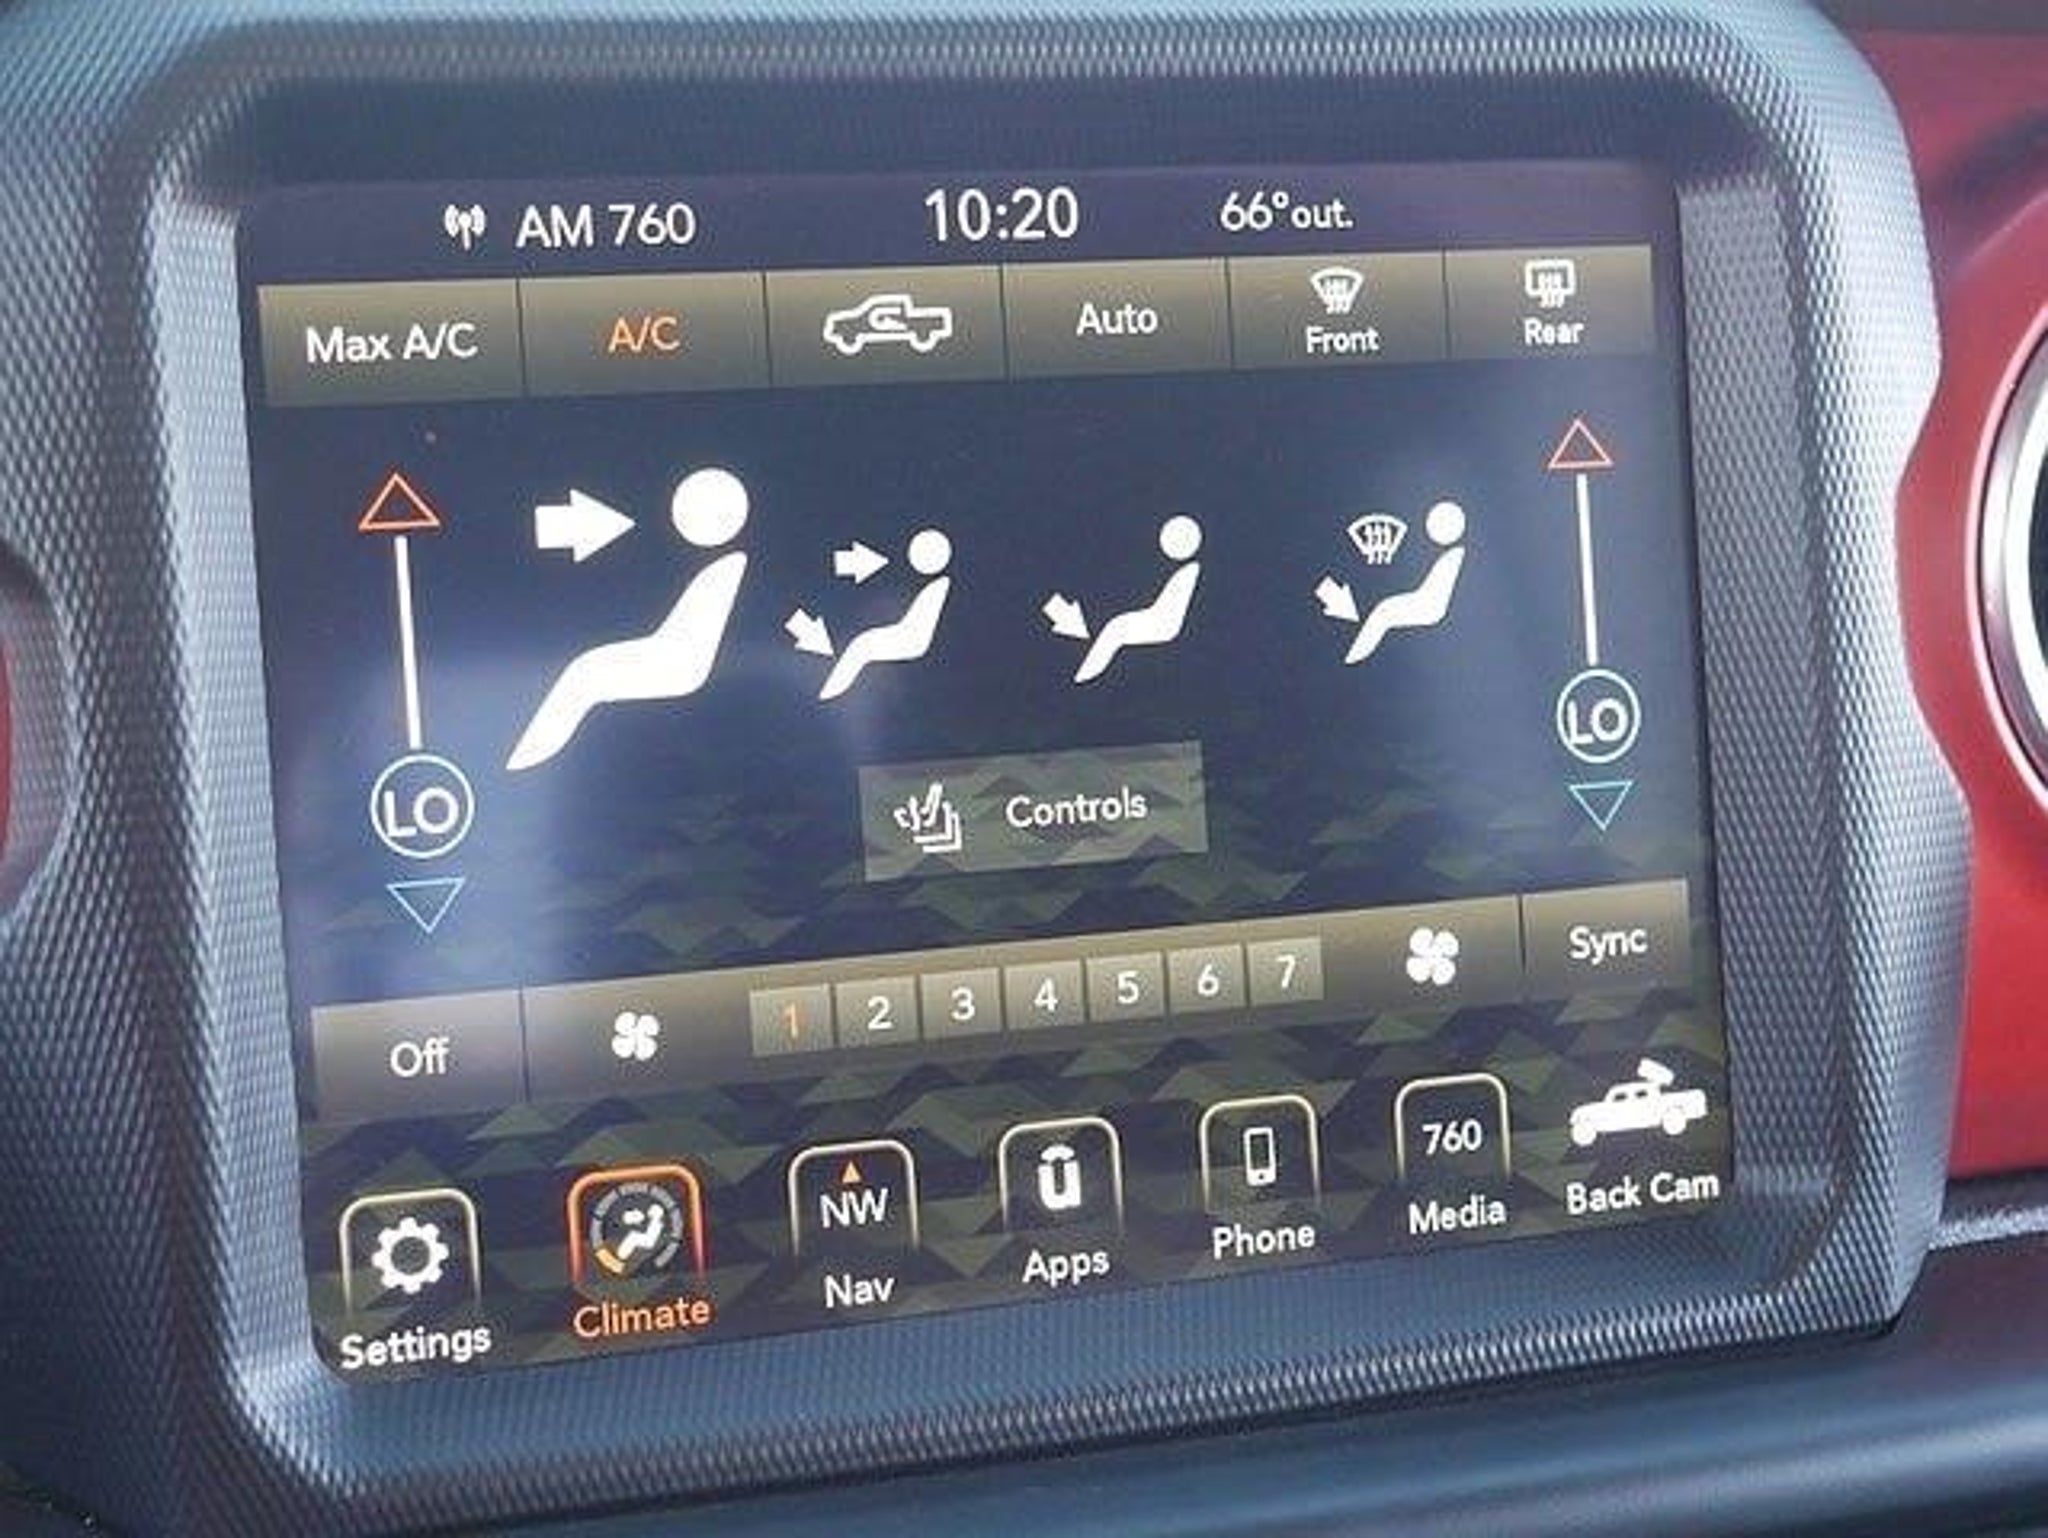 AM 760 10:20 66°out.
Max A/C A/C Auto Front Rear
LO LO
Controls
Off 1 2 3 4 5 6 7 Sync
NW ū 760
Settings Climate Nav Apps Phone Media Back Cam